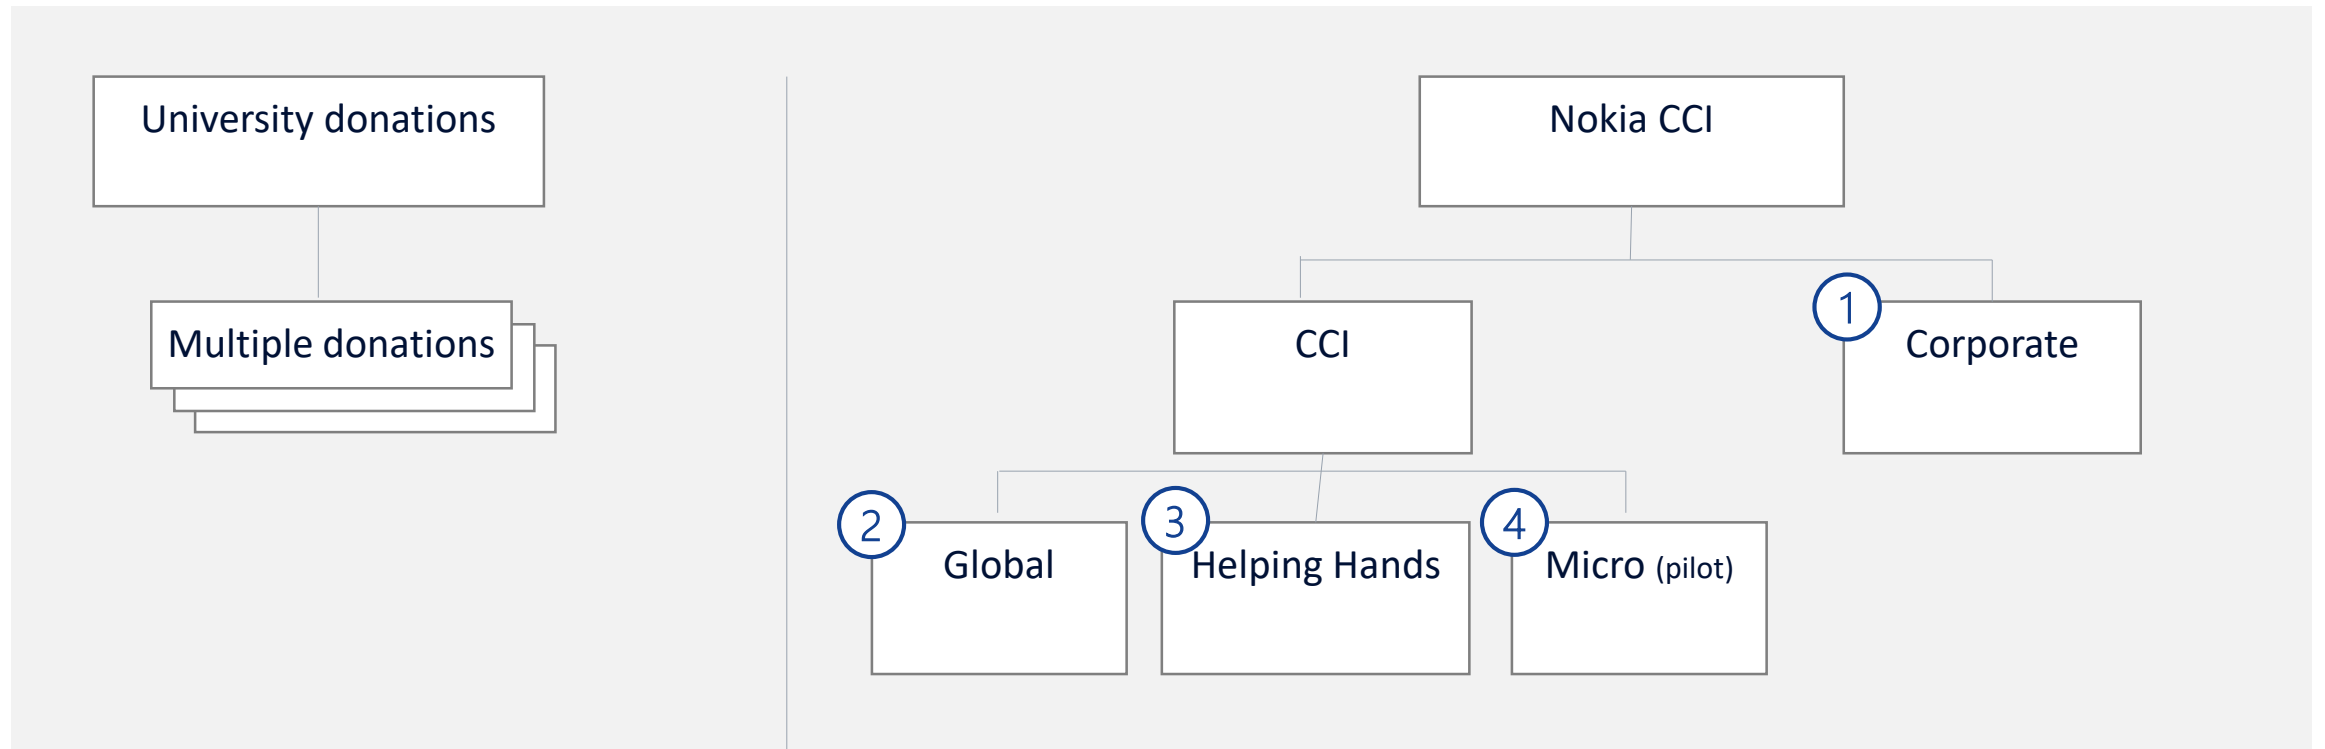 University donations
Multiple donations
Nokia CCI
CCI
1
Corporate
2
Global
3
Helping Hands
4
Micro (pilot)